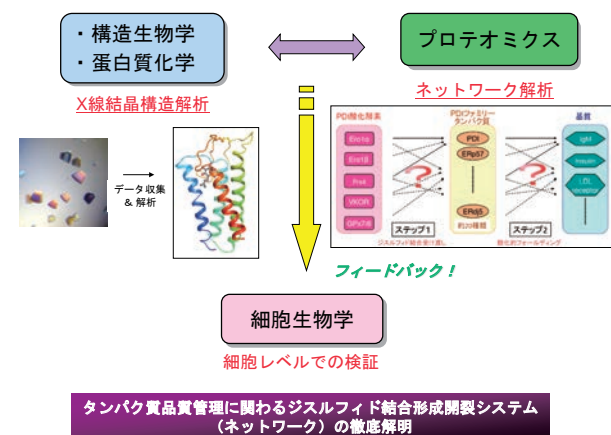 ・構造生物学
・蛋白質化学
プロテオミクス
X線結晶構造解析
ネットワーク解析
データ収集
& 解析
PDI酸化酵素
PDIファミリー
タンパク質
基質
Ero1α
Ero1β
Prx4
VKOR
GPx7/8
PDI
ERp57
ERdj5
約20種類
IgM
Insulin
LDL
receptor
?
?
ステップ1
ステップ2
ジスルフィド結合受け渡し
酸化的フォールディング
フィードバック！
細胞生物学
細胞レベルでの検証
タンパク質品質管理に関わるジスルフィド結合形成開裂システム
（ネットワーク）の徹底解明